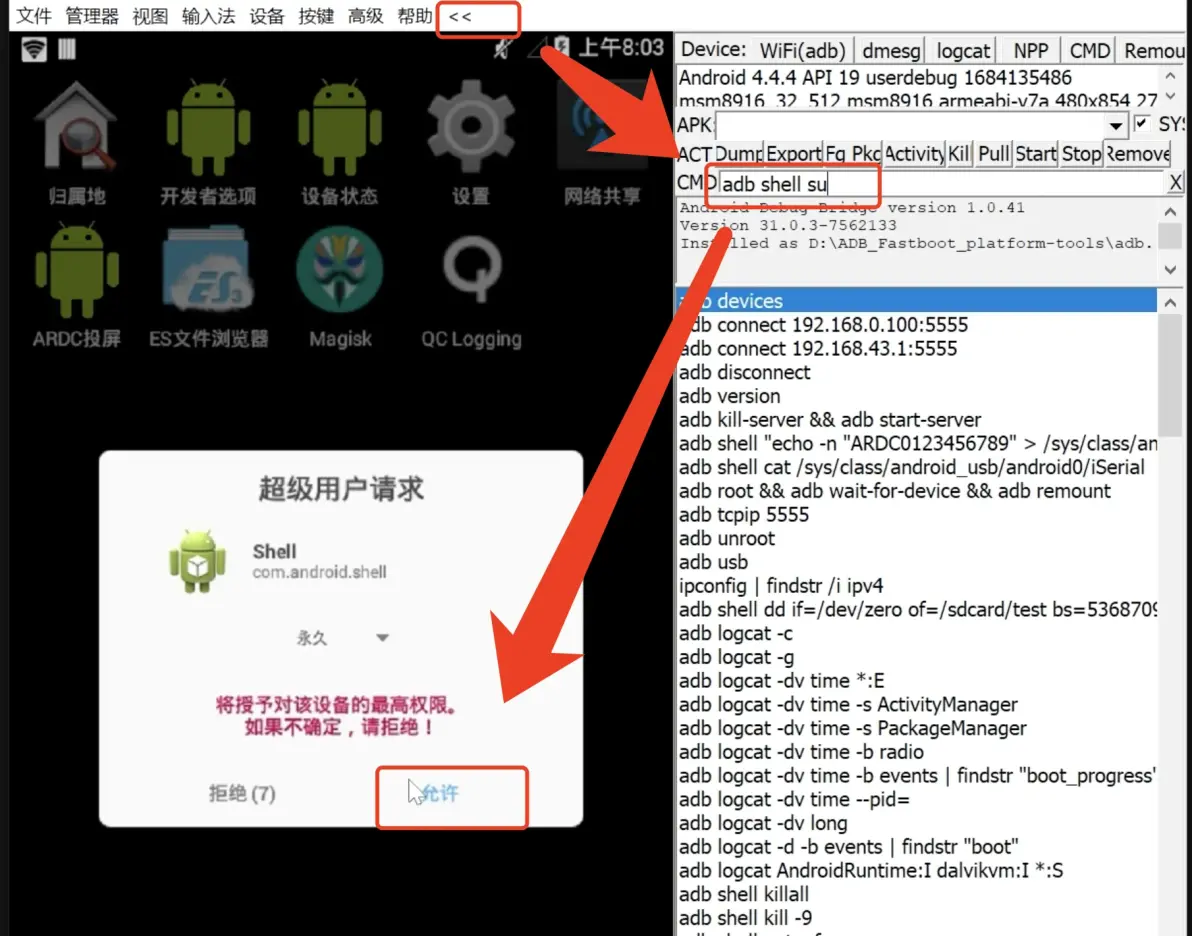 文件 管理器 视图 输入法 设备 按键 高级 帮助 <<
上午8:03
归属地 开发者选项 设备状态 设置 网络共享
ARDC投屏 ES文件浏览器 Magisk QC Logging
超级用户请求
Shell
com.android.shell
永久
将授予对该设备的最高权限。
如果不确定，请拒绝！
拒绝 (7) 允许
Device: WiFi(adb) dmesg logcat NPP CMD Remou
Android 4.4.4 API 19 userdebug 1684135486
msm8916_32_512 msm8916 armeabi-v7a 480x854 27
APK: SYS
ACT Dump Export Fg Pkg Activity Kill Pull Start Stop Remove
CMD adb shell su X
Android Debug Bridge version 1.0.41
Version 31.0.3-7562133
Installed as D:\ADB_Fastboot_platform-tools\adb.
adb devices
adb connect 192.168.0.100:5555
adb connect 192.168.43.1:5555
adb disconnect
adb version
adb kill-server && adb start-server
adb shell "echo -n "ARDC0123456789" > /sys/class/an
adb shell cat /sys/class/android_usb/android0/iSerial
adb root && adb wait-for-device && adb remount
adb tcpip 5555
adb unroot
adb usb
ipconfig | findstr /i ipv4
adb shell dd if=/dev/zero of=/sdcard/test bs=5368709
adb logcat -c
adb logcat -g
adb logcat -dv time *:E
adb logcat -dv time -s ActivityManager
adb logcat -dv time -s PackageManager
adb logcat -dv time -b radio
adb logcat -dv time -b events | findstr "boot_progress"
adb logcat -dv time --pid=
adb logcat -dv long
adb logcat -d -b events | findstr "boot"
adb logcat AndroidRuntime:I dalvikvm:I *:S
adb shell killall
adb shell kill -9